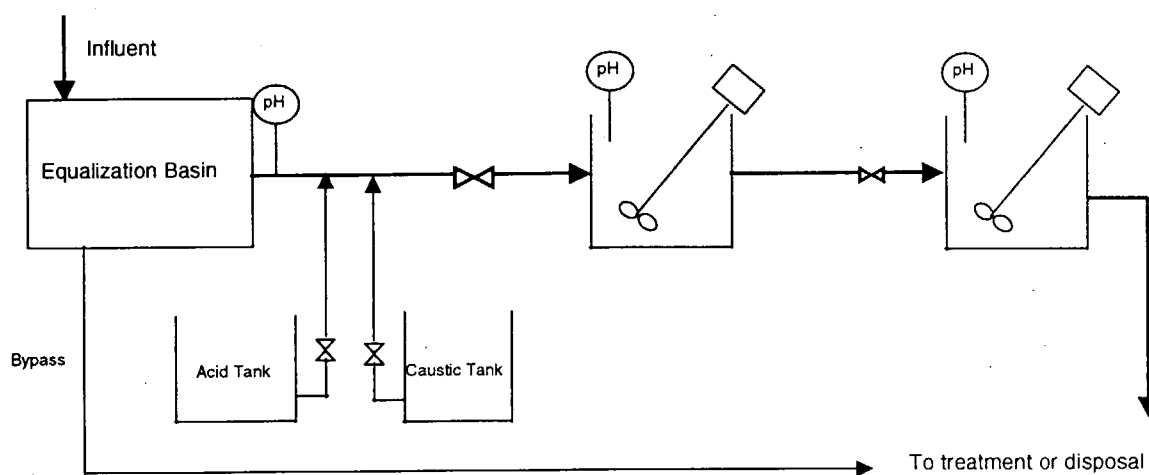 Influent
pH
pH
pH
Equalization Basin
Bypass
Acid Tank
Caustic Tank
To treatment or disposal